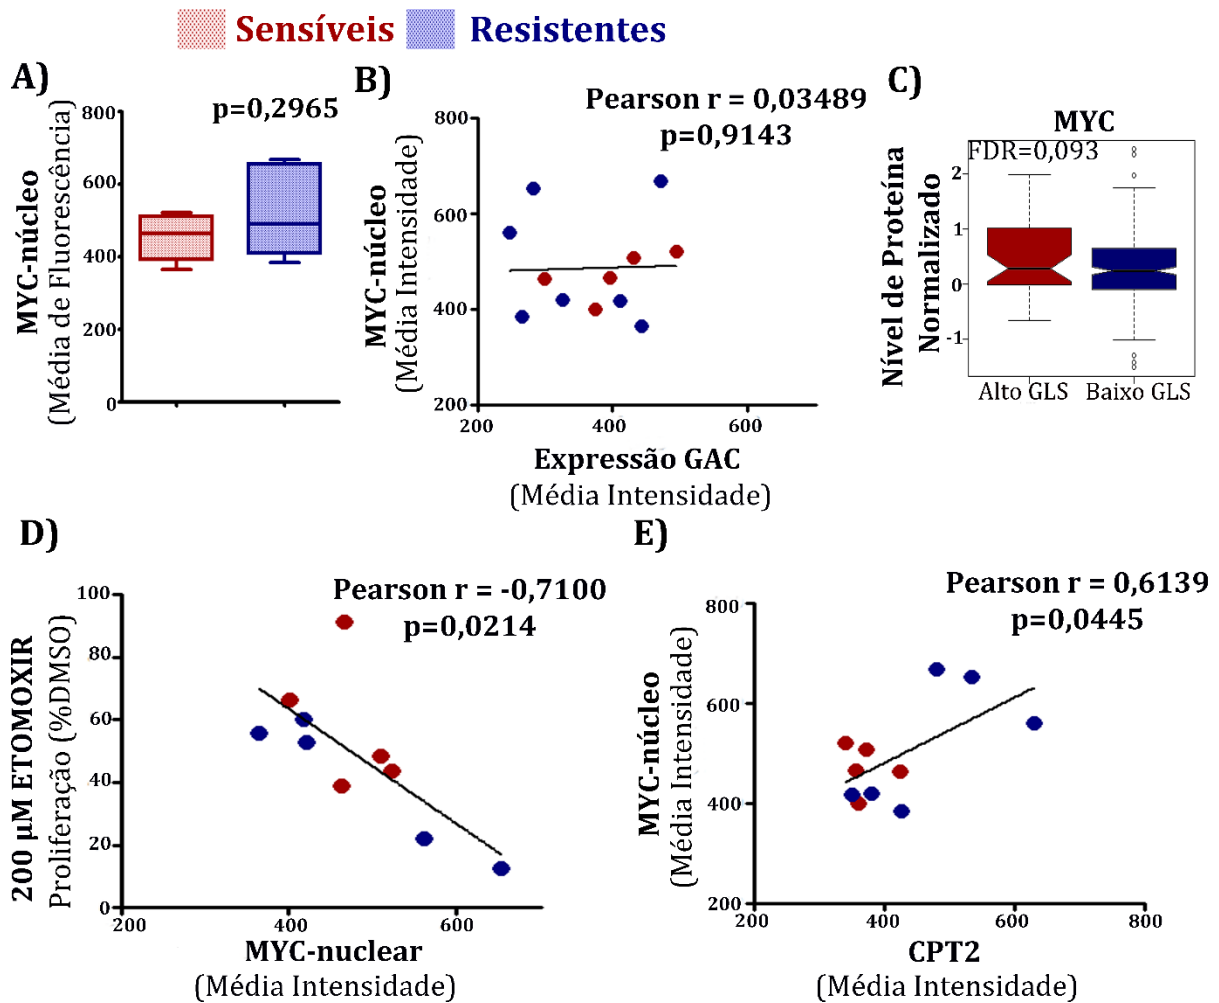 Sensíveis Resistentes
A)
p=0,2965
MYC-núcleo
(Média de Fluorescência)
800
600
400
200
0
B)
Pearson r = 0,03489
p=0,9143
MYC-núcleo
(Média Intensidade)
800
600
400
200
200 400 600
Expressão GAC
(Média Intensidade)
C)
MYC
FDR=0,093
Nível de Proteína
Normalizado
2
1
0
-1
Alto GLS Baixo GLS
D)
Pearson r = -0,7100
p=0,0214
200 µM ETOMOXIR
Proliferação (%DMSO)
100
80
60
40
20
0
200 400 600
MYC-nuclear
(Média Intensidade)
E)
Pearson r = 0,6139
p=0,0445
MYC-núcleo
(Média Intensidade)
800
600
400
200
200 400 600 800
CPT2
(Média Intensidade)